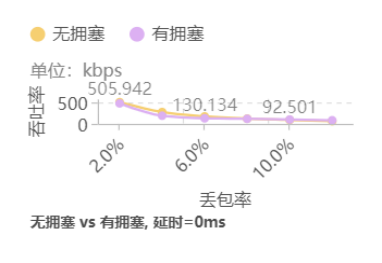 无拥塞 有拥塞
单位：kbps
505.942
130.134
92.501
吞吐率
500
0
2.0%
6.0%
10.0%
丢包率
无拥塞 vs 有拥塞, 延时=0ms